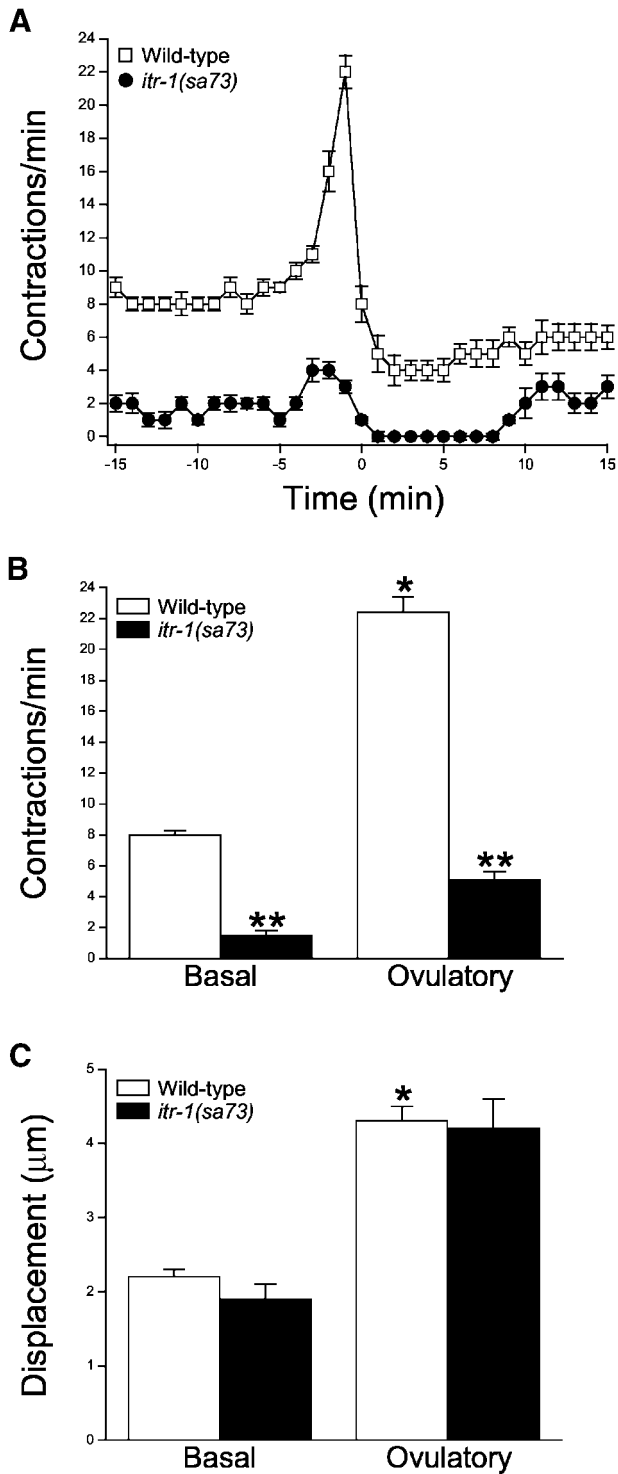 A
24
22
20
18
16
14
12
10
8
6
4
2
0
Contractions/min
Wild-type
itr-1(sa73)
-15 -10 -5 0 5 10 15
Time (min)
B
24
22
20
18
16
14
12
10
8
6
4
2
0
Contractions/min
Wild-type
itr-1(sa73)
*
**
**
Basal Ovulatory
C
5
4
3
2
1
0
Displacement (μm)
Wild-type
itr-1(sa73)
*
Basal Ovulatory